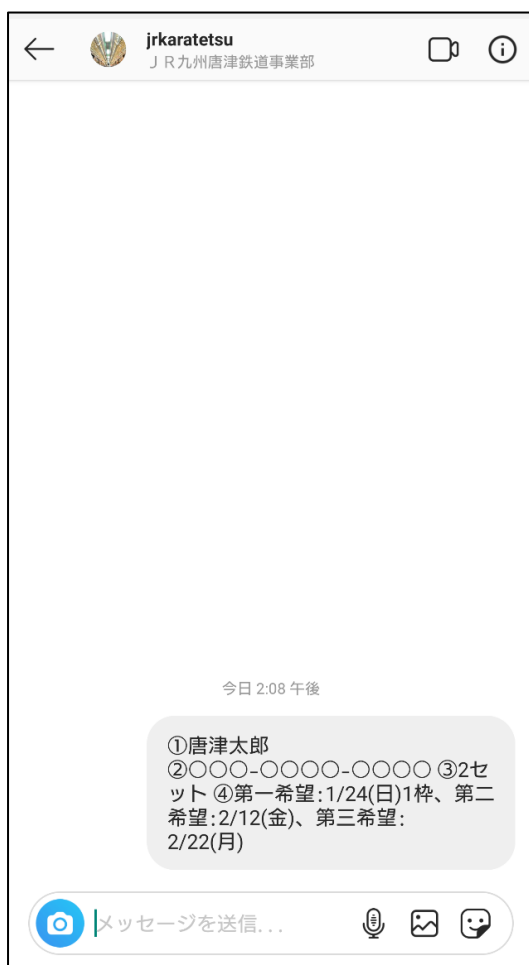 jrkaratetsu
ＪＲ九州唐津鉄道事業部
今日 2:08 午後
①唐津太郎
②〇〇〇-〇〇〇〇-〇〇〇〇 ③2セ
ット ④第一希望:1/24(日)1枠、第二
希望:2/12(金)、第三希望:
2/22(月)
メッセージを送信...